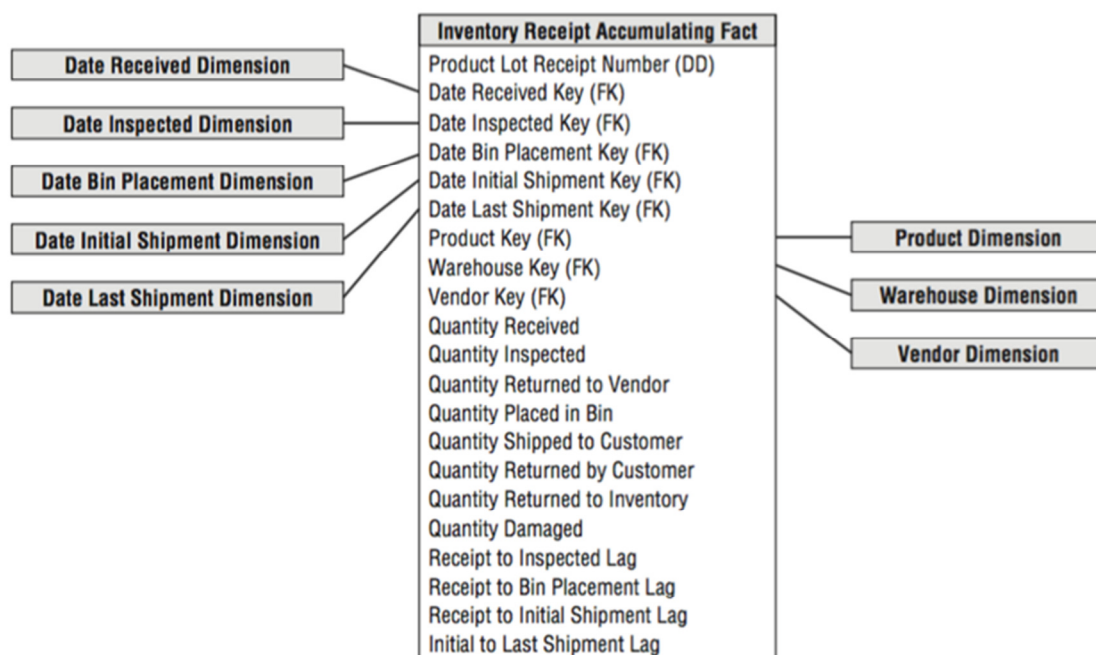 Inventory Receipt Accumulating Fact
Date Received Dimension
Date Inspected Dimension
Date Bin Placement Dimension
Date Initial Shipment Dimension
Date Last Shipment Dimension
Product Lot Receipt Number (DD)
Date Received Key (FK)
Date Inspected Key (FK)
Date Bin Placement Key (FK)
Date Initial Shipment Key (FK)
Date Last Shipment Key (FK)
Product Key (FK)
Warehouse Key (FK)
Vendor Key (FK)
Quantity Received
Quantity Inspected
Quantity Returned to Vendor
Quantity Placed in Bin
Quantity Shipped to Customer
Quantity Returned by Customer
Quantity Returned to Inventory
Quantity Damaged
Receipt to Inspected Lag
Receipt to Bin Placement Lag
Receipt to Initial Shipment Lag
Initial to Last Shipment Lag
Product Dimension
Warehouse Dimension
Vendor Dimension